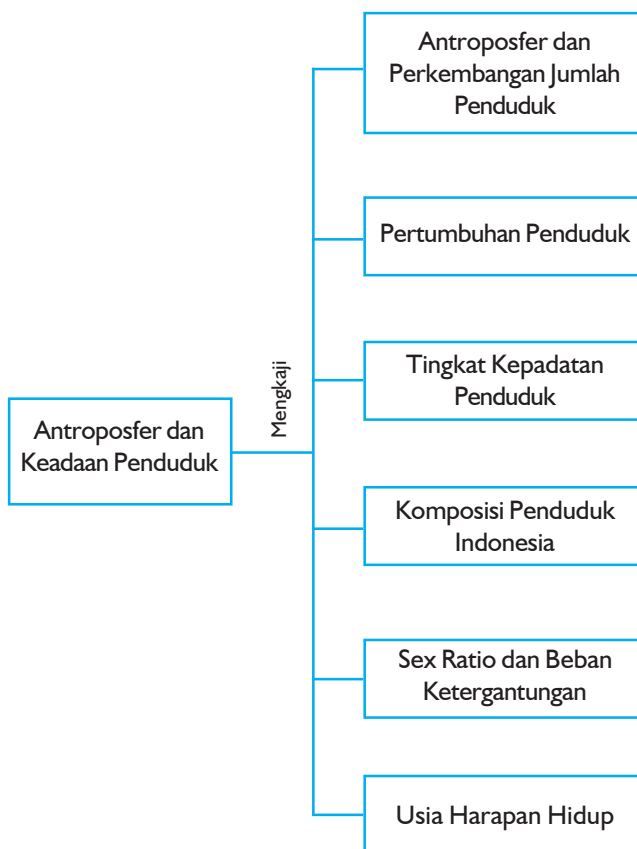 Antroposfer dan
Keadaan Penduduk
Mengkaji
Antroposfer dan
Perkembangan Jumlah
Penduduk
Pertumbuhan Penduduk
Tingkat Kepadatan
Penduduk
Komposisi Penduduk
Indonesia
Sex Ratio dan Beban
Ketergantungan
Usia Harapan Hidup